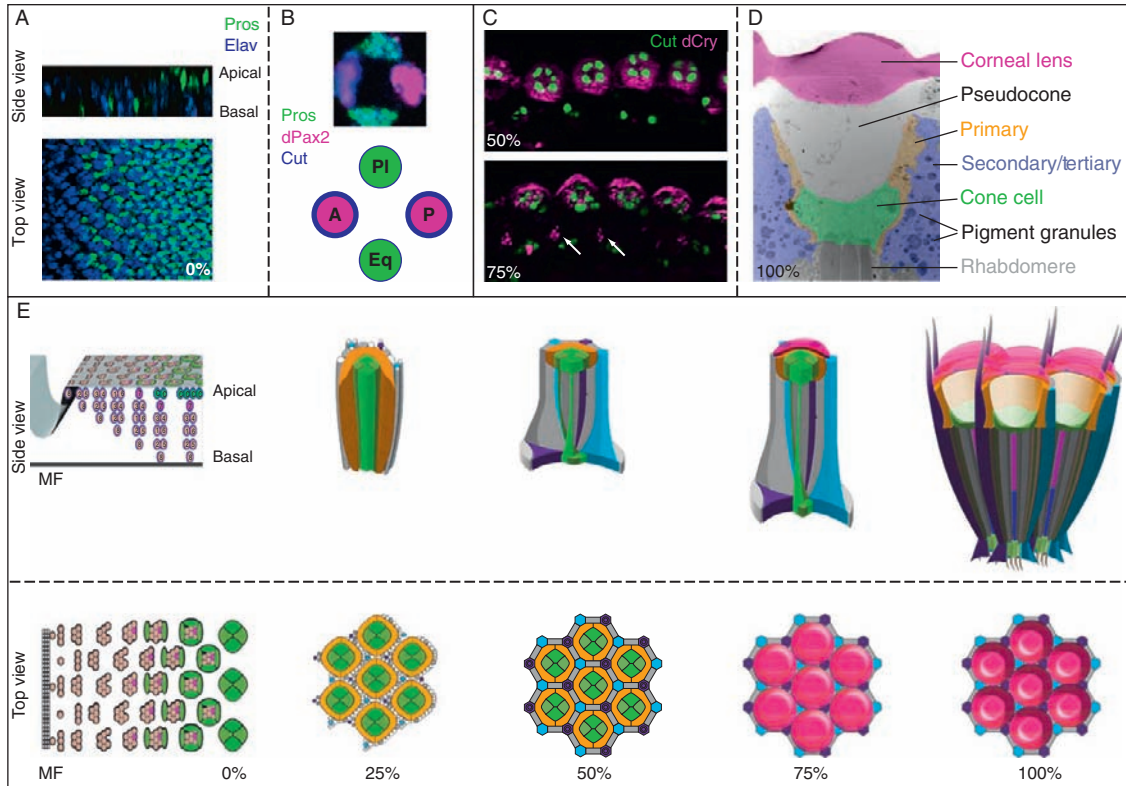 A
Pros
Elav
Side view
Apical
Basal
Top view
0%
B
Pros
dPax2
Cut
Pl
A
P
Eq
C
Cut dCry
50%
75%
D
Corneal lens
Pseudocone
Primary
Secondary/tertiary
Cone cell
Pigment granules
Rhabdomere
100%
E
Side view
Apical
Basal
MF
Top view
MF
0%
25%
50%
75%
100%